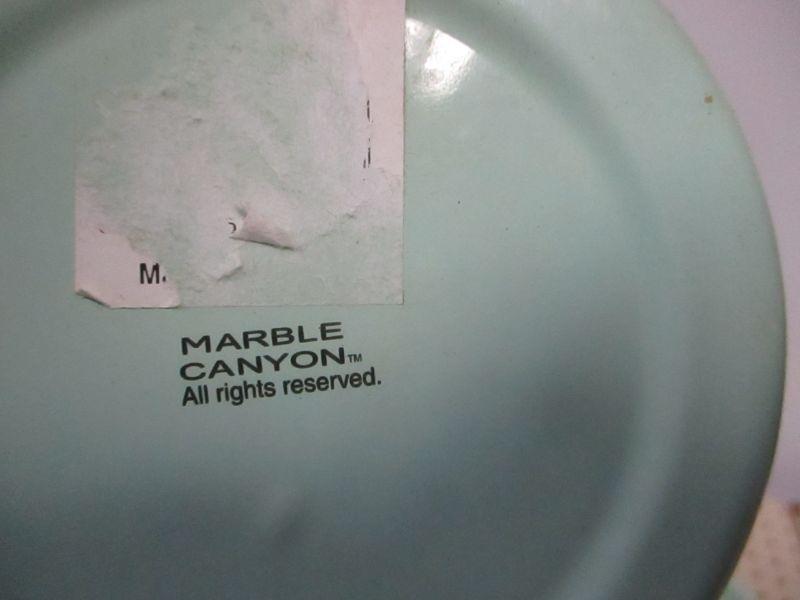 M.
MARBLE
CANYON™
All rights reserved.